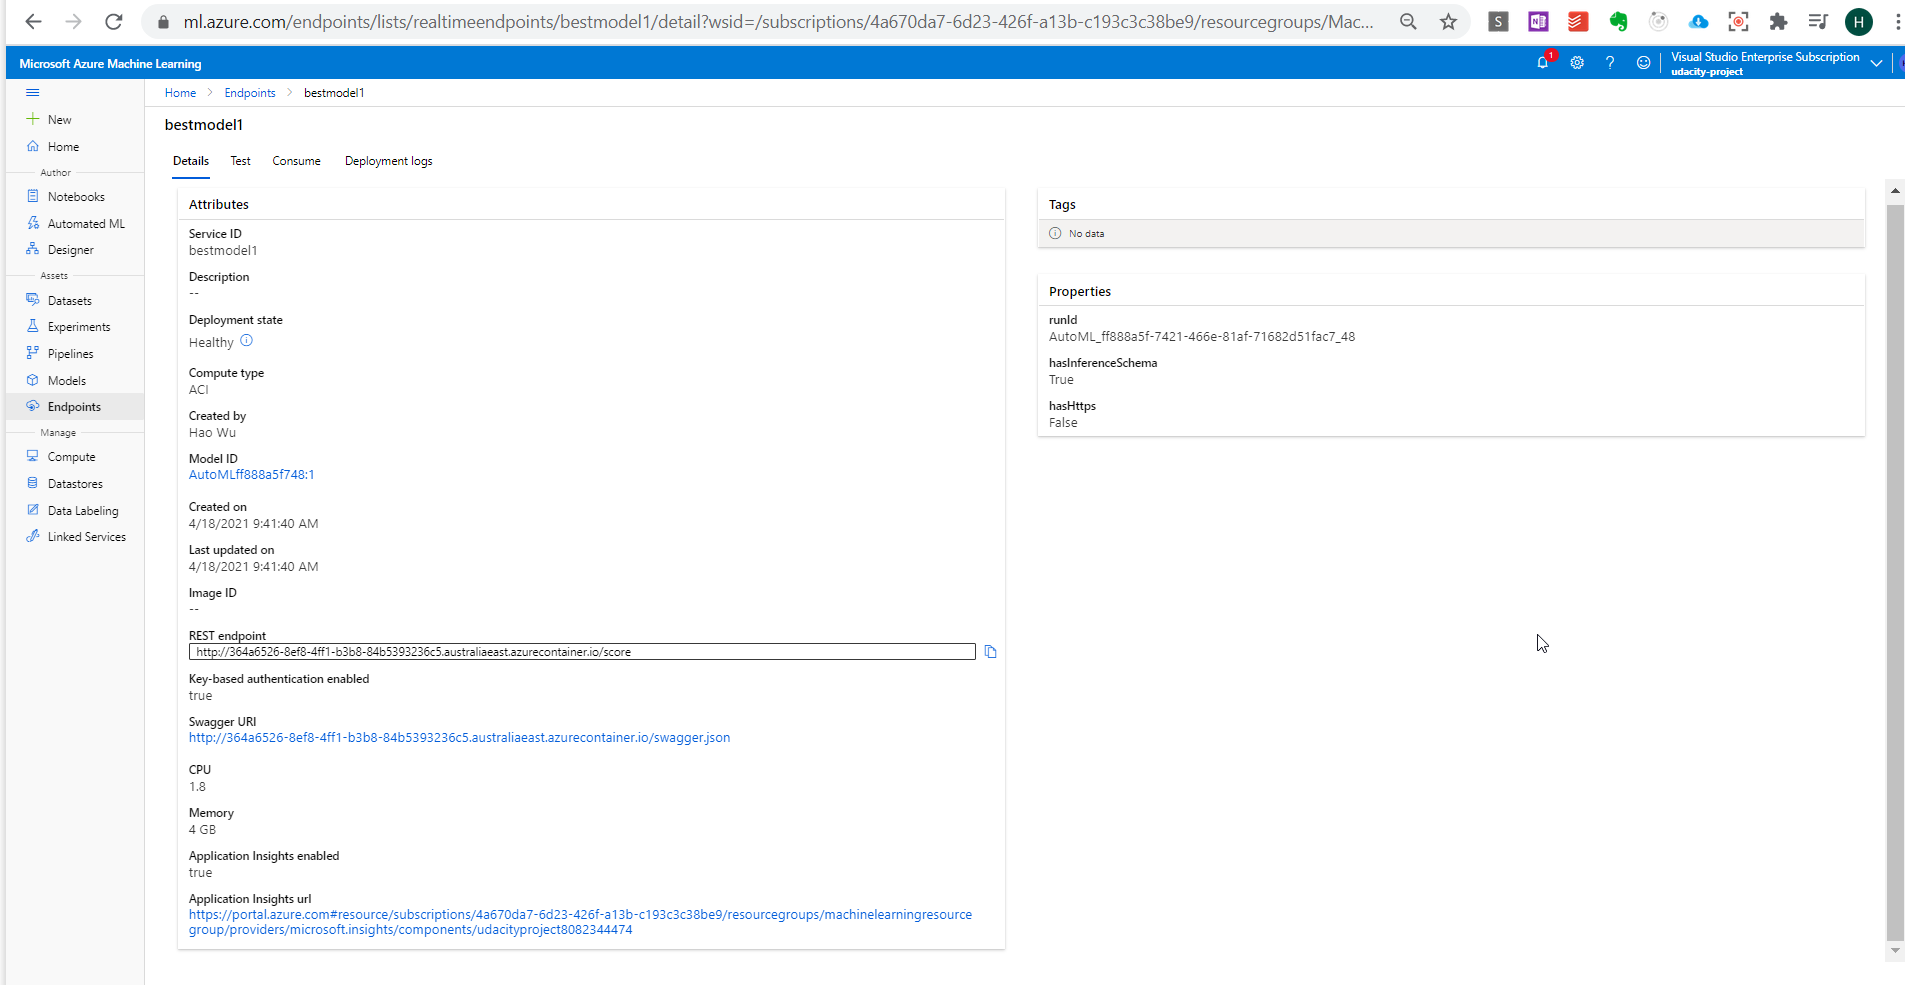 ml.azure.com/endpoints/lists/realtimeendpoints/bestmodel1/detail?wsid=/subscriptions/4a670da7-6d23-426f-a13b-c193c3c38be9/resourcegroups/Mac...
S
N
H
Microsoft Azure Machine Learning
1
?
Visual Studio Enterprise Subscription
udacity-project
Home > Endpoints > bestmodel1
New
Home
Author
Notebooks
Automated ML
Designer
Assets
Datasets
Experiments
Pipelines
Models
Endpoints
Manage
Compute
Datastores
Data Labeling
Linked Services
bestmodel1
Details Test Consume Deployment logs
Attributes
Service ID
bestmodel1
Description
--
Deployment state
Healthy
Compute type
ACI
Created by
Hao Wu
Model ID
AutoMLff888a5f748:1
Created on
4/18/2021 9:41:40 AM
Last updated on
4/18/2021 9:41:40 AM
Image ID
--
REST endpoint
http://364a6526-8ef8-4ff1-b3b8-84b5393236c5.australiaeast.azurecontainer.io/score
Key-based authentication enabled
true
Swagger URI
http://364a6526-8ef8-4ff1-b3b8-84b5393236c5.australiaeast.azurecontainer.io/swagger.json
CPU
1.8
Memory
4 GB
Application Insights enabled
true
Application Insights url
https://portal.azure.com#resource/subscriptions/4a670da7-6d23-426f-a13b-c193c3c38be9/resourcegroups/machinelearningresource
group/providers/microsoft.insights/components/udacityproject8082344474
Tags
No data
Properties
runId
AutoML_ff888a5f-7421-466e-81af-71682d51fac7_48
hasInferenceSchema
True
hasHttps
False